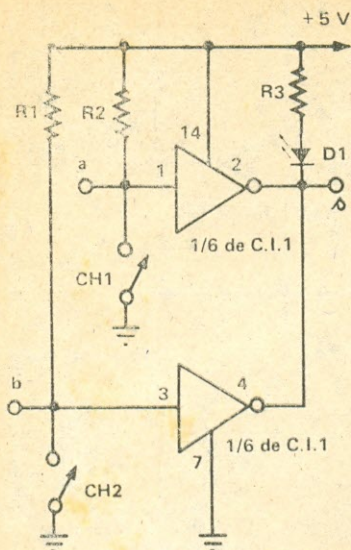 + 5 V
R1
R2
R3
14
D1
a
1
2
s
1/6 de C.I.1
CH1
b
3
4
1/6 de C.I.1
7
CH2